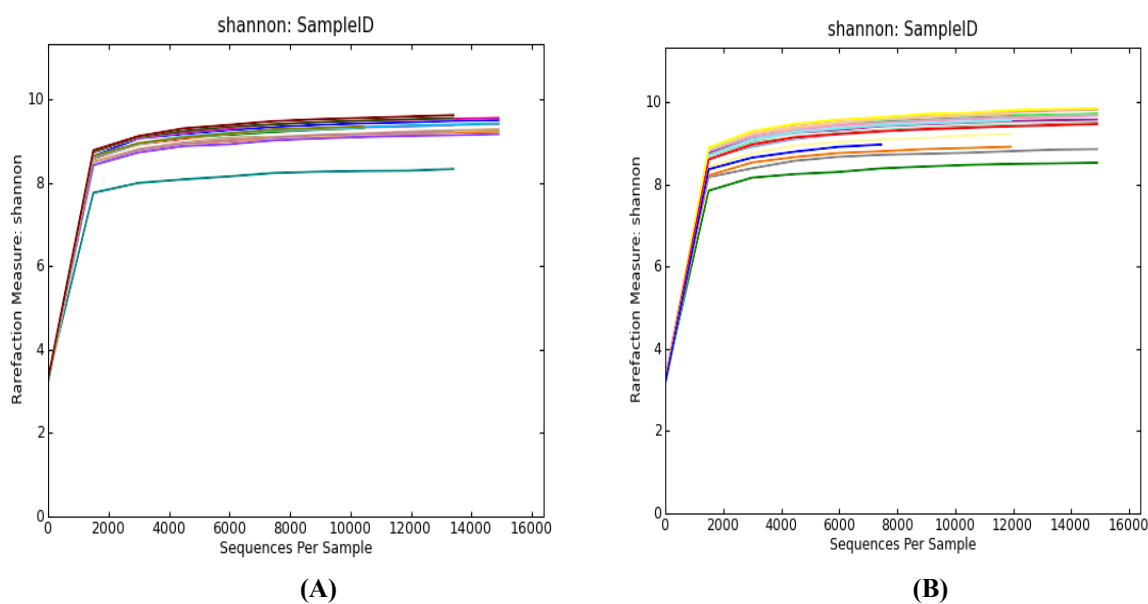 shannon: SampleID
Rarefaction Measure: shannon
10
8
6
4
2
0
0 2000 4000 6000 8000 10000 12000 14000 16000
Sequences Per Sample
(A)
shannon: SampleID
Rarefaction Measure: shannon
10
8
6
4
2
0
0 2000 4000 6000 8000 10000 12000 14000 16000
Sequences Per Sample
(B)